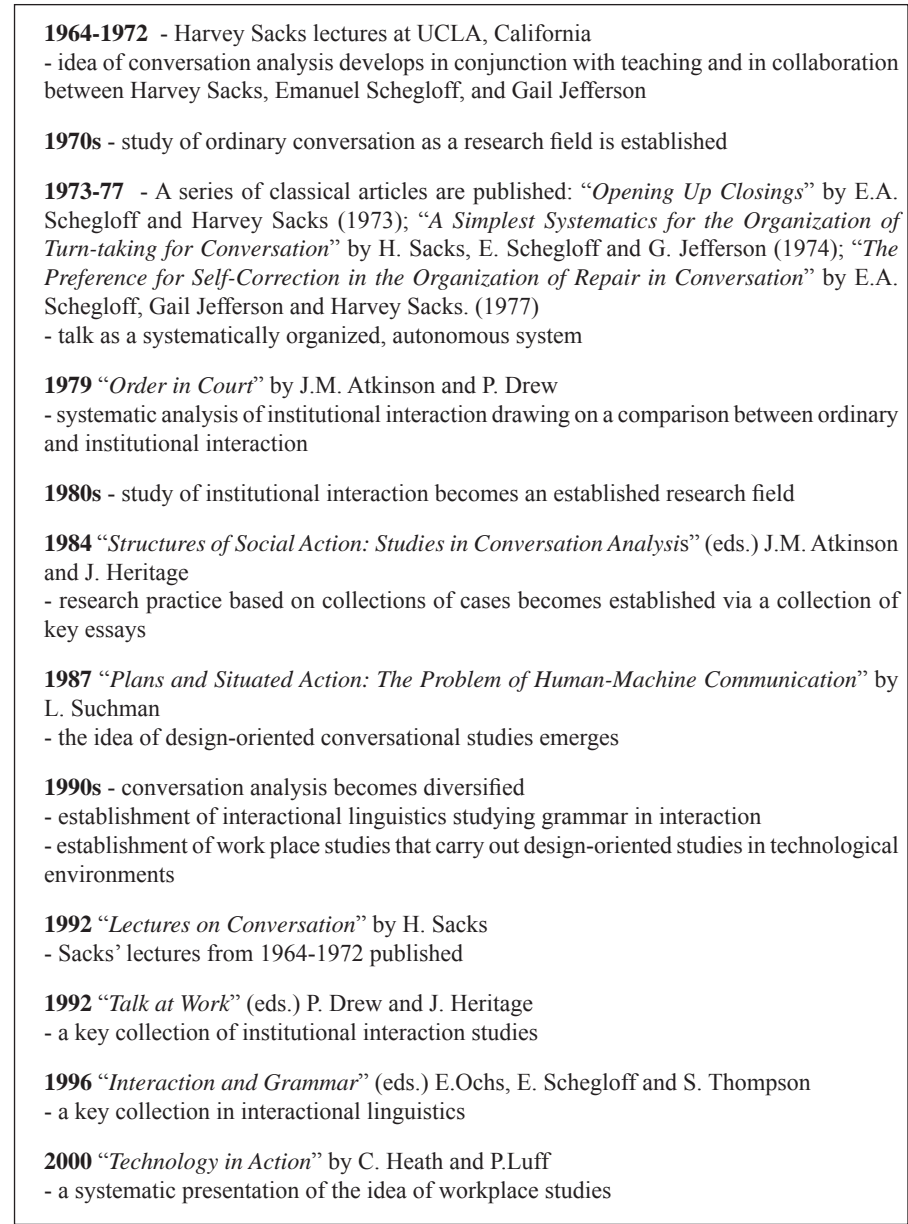 1964-1972 - Harvey Sacks lectures at UCLA, California
- idea of conversation analysis develops in conjunction with teaching and in collaboration
between Harvey Sacks, Emanuel Schegloff, and Gail Jefferson
1970s - study of ordinary conversation as a research field is established
1973-77 - A series of classical articles are published: “Opening Up Closings” by E.A.
Schegloff and Harvey Sacks (1973); “A Simplest Systematics for the Organization of
Turn-taking for Conversation” by H. Sacks, E. Schegloff and G. Jefferson (1974); “The
Preference for Self-Correction in the Organization of Repair in Conversation” by E.A.
Schegloff, Gail Jefferson and Harvey Sacks. (1977)
- talk as a systematically organized, autonomous system
1979 “Order in Court” by J.M. Atkinson and P. Drew
- systematic analysis of institutional interaction drawing on a comparison between ordinary
and institutional interaction
1980s - study of institutional interaction becomes an established research field
1984 “Structures of Social Action: Studies in Conversation Analysis” (eds.) J.M. Atkinson
and J. Heritage
- research practice based on collections of cases becomes established via a collection of
key essays
1987 “Plans and Situated Action: The Problem of Human-Machine Communication” by
L. Suchman
- the idea of design-oriented conversational studies emerges
1990s - conversation analysis becomes diversified
- establishment of interactional linguistics studying grammar in interaction
- establishment of work place studies that carry out design-oriented studies in technological
environments
1992 “Lectures on Conversation” by H. Sacks
- Sacks’ lectures from 1964-1972 published
1992 “Talk at Work” (eds.) P. Drew and J. Heritage
- a key collection of institutional interaction studies
1996 “Interaction and Grammar” (eds.) E.Ochs, E. Schegloff and S. Thompson
- a key collection in interactional linguistics
2000 “Technology in Action” by C. Heath and P.Luff
- a systematic presentation of the idea of workplace studies